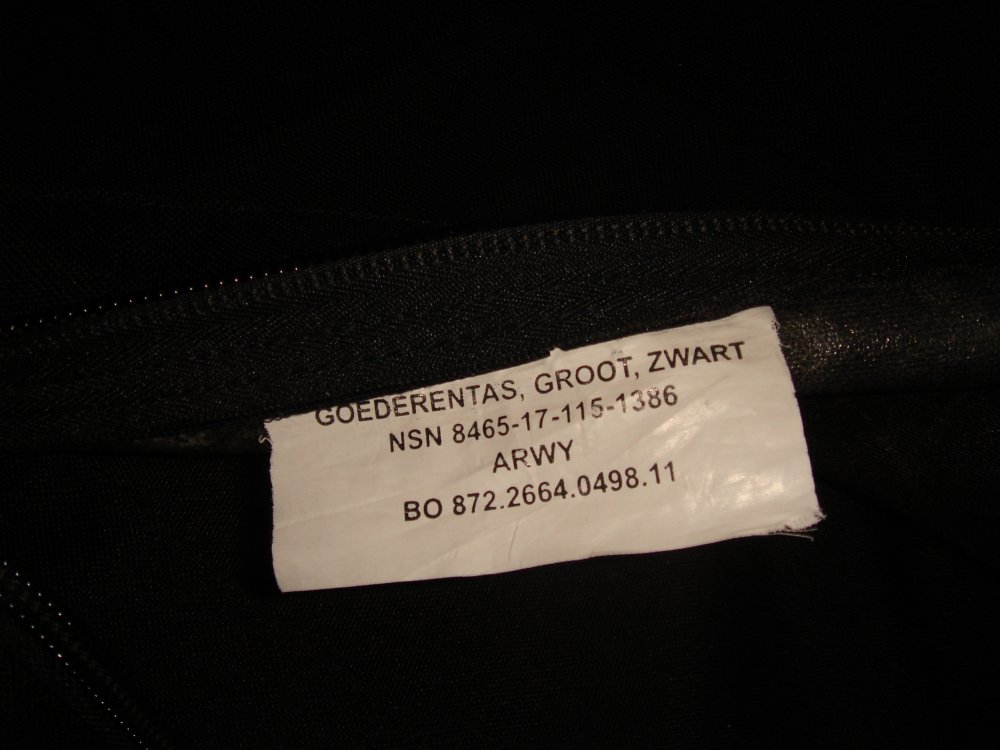 GOEDERENTAS, GROOT, ZWART
NSN 8465-17-115-1386
ARWY
BO 872.2664.0498.11